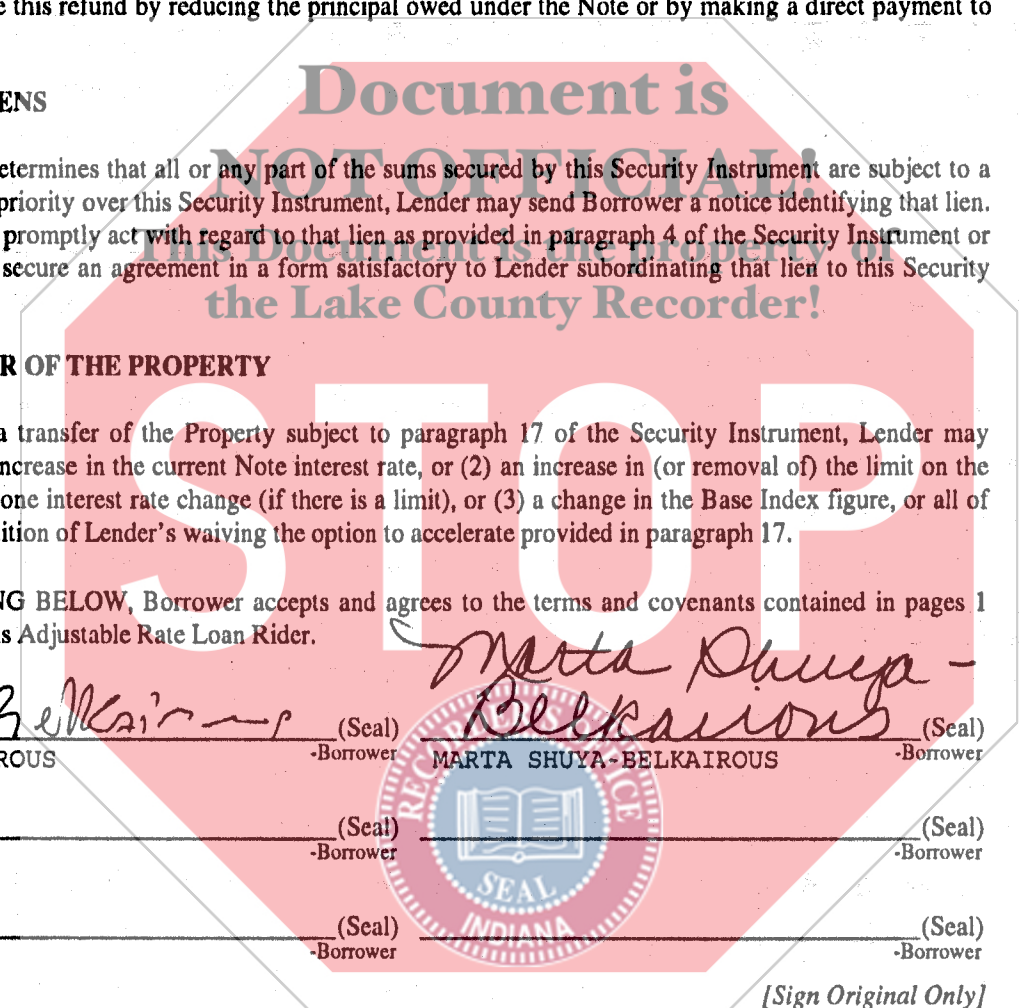 e this refund by reducing the principal owed under the Note or by making a direct payment to
Document is
ENS
NOT OFFICIAL!
etermines that all or any part of the sums secured by this Security Instrument are subject to a
priority over this Security Instrument, Lender may send Borrower a notice identifying that lien.
promptly act with regard to that lien as provided in paragraph 4 of the Security Instrument or
This Document is the property of
secure an agreement in a form satisfactory to Lender subordinating that lien to this Security
the Lake County Recorder!
R OF THE PROPERTY
STOP
a transfer of the Property subject to paragraph 17 of the Security Instrument, Lender may
ncrease in the current Note interest rate, or (2) an increase in (or removal of) the limit on the
one interest rate change (if there is a limit), or (3) a change in the Base Index figure, or all of
ition of Lender's waiving the option to accelerate provided in paragraph 17.
NG BELOW, Borrower accepts and agrees to the terms and covenants contained in pages 1
s Adjustable Rate Loan Rider.
Marta Shuya -
Belkairous (Seal) Belkairous (Seal)
-Borrower -Borrower
ROUS MARTA SHUYA-BELKAIROUS
RECORDER'S OFFICE
(Seal) (Seal)
-Borrower -Borrower
SEAL
INDIANA
(Seal) (Seal)
-Borrower -Borrower
[Sign Original Only]